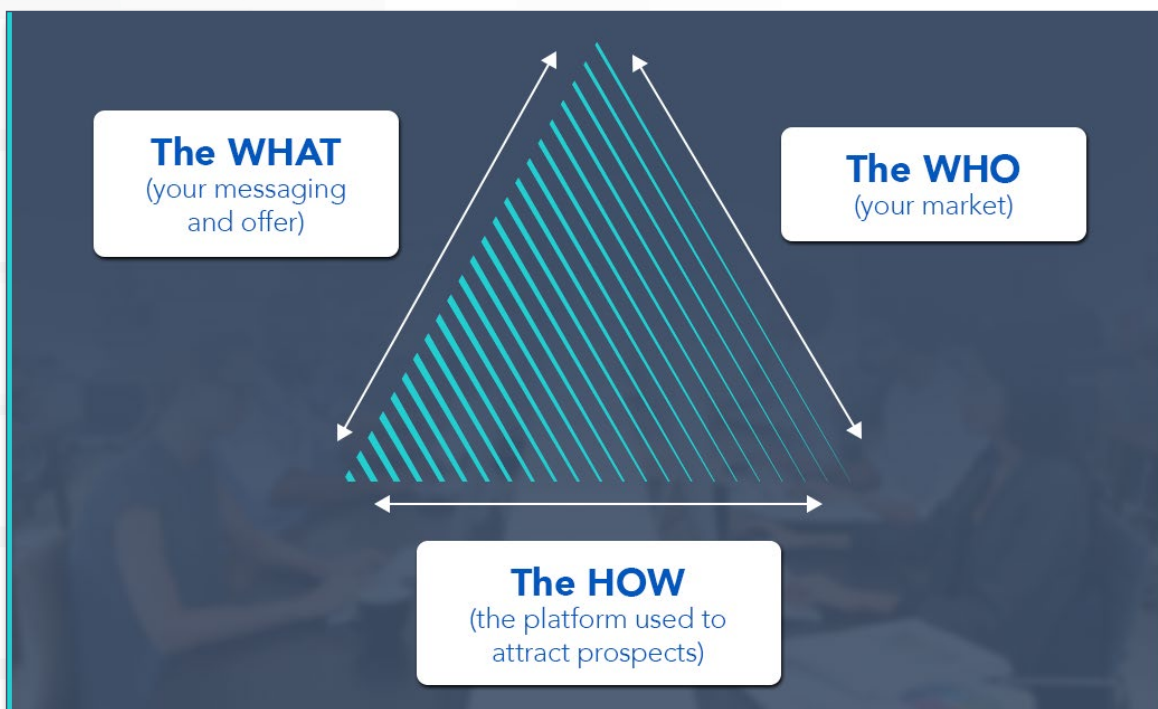 The WHAT
(your messaging
and offer)
The WHO
(your market)
The HOW
(the platform used to
attract prospects)